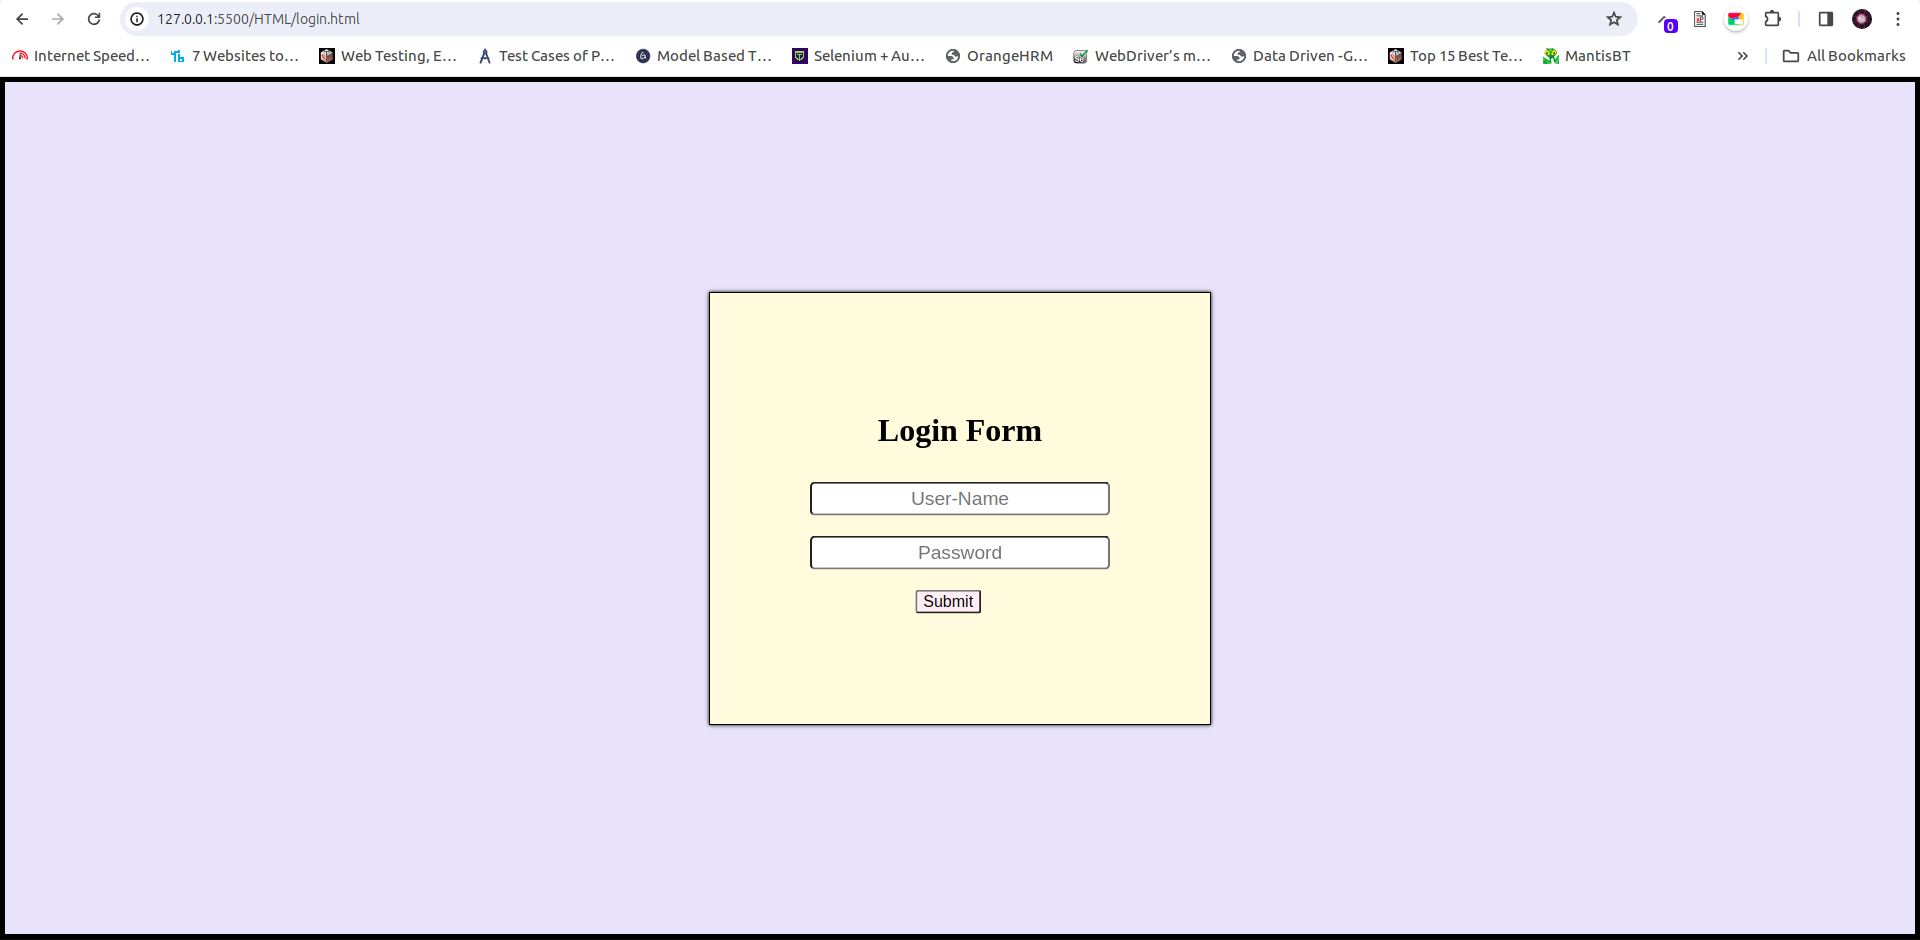 127.0.0.1:5500/HTML/login.html
0
Internet Speed... 7 Websites to... Web Testing, E... Test Cases of P... Model Based T... Selenium + Au... OrangeHRM WebDriver's m... Data Driven -G... Top 15 Best Te... MantisBT » All Bookmarks
Login Form
User-Name
Password
Submit